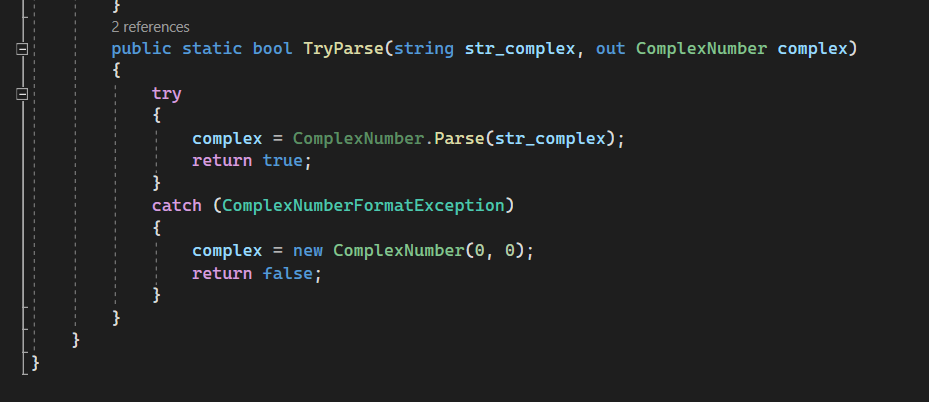 }
2 references
public static bool TryParse(string str_complex, out ComplexNumber complex)
{
try
{
complex = ComplexNumber.Parse(str_complex);
return true;
}
catch (ComplexNumberFormatException)
{
complex = new ComplexNumber(0, 0);
return false;
}
}
}
}